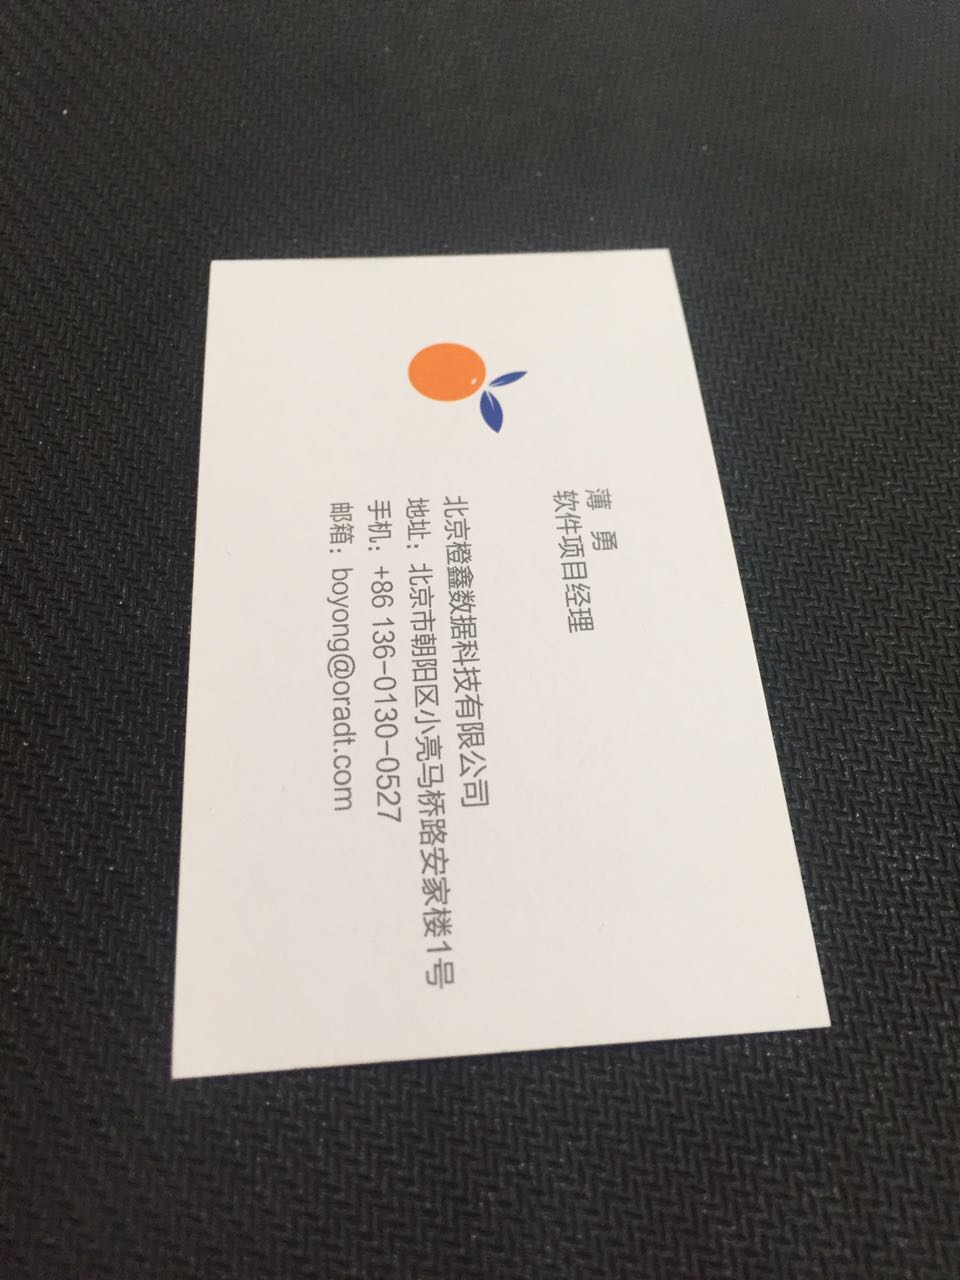 薄 勇
软件项目经理
北京橙鑫数据科技有限公司
地址：北京市朝阳区小亮马桥路安家楼1号
手机：+86 136-0130-0527
邮箱：boyong@oradt.com